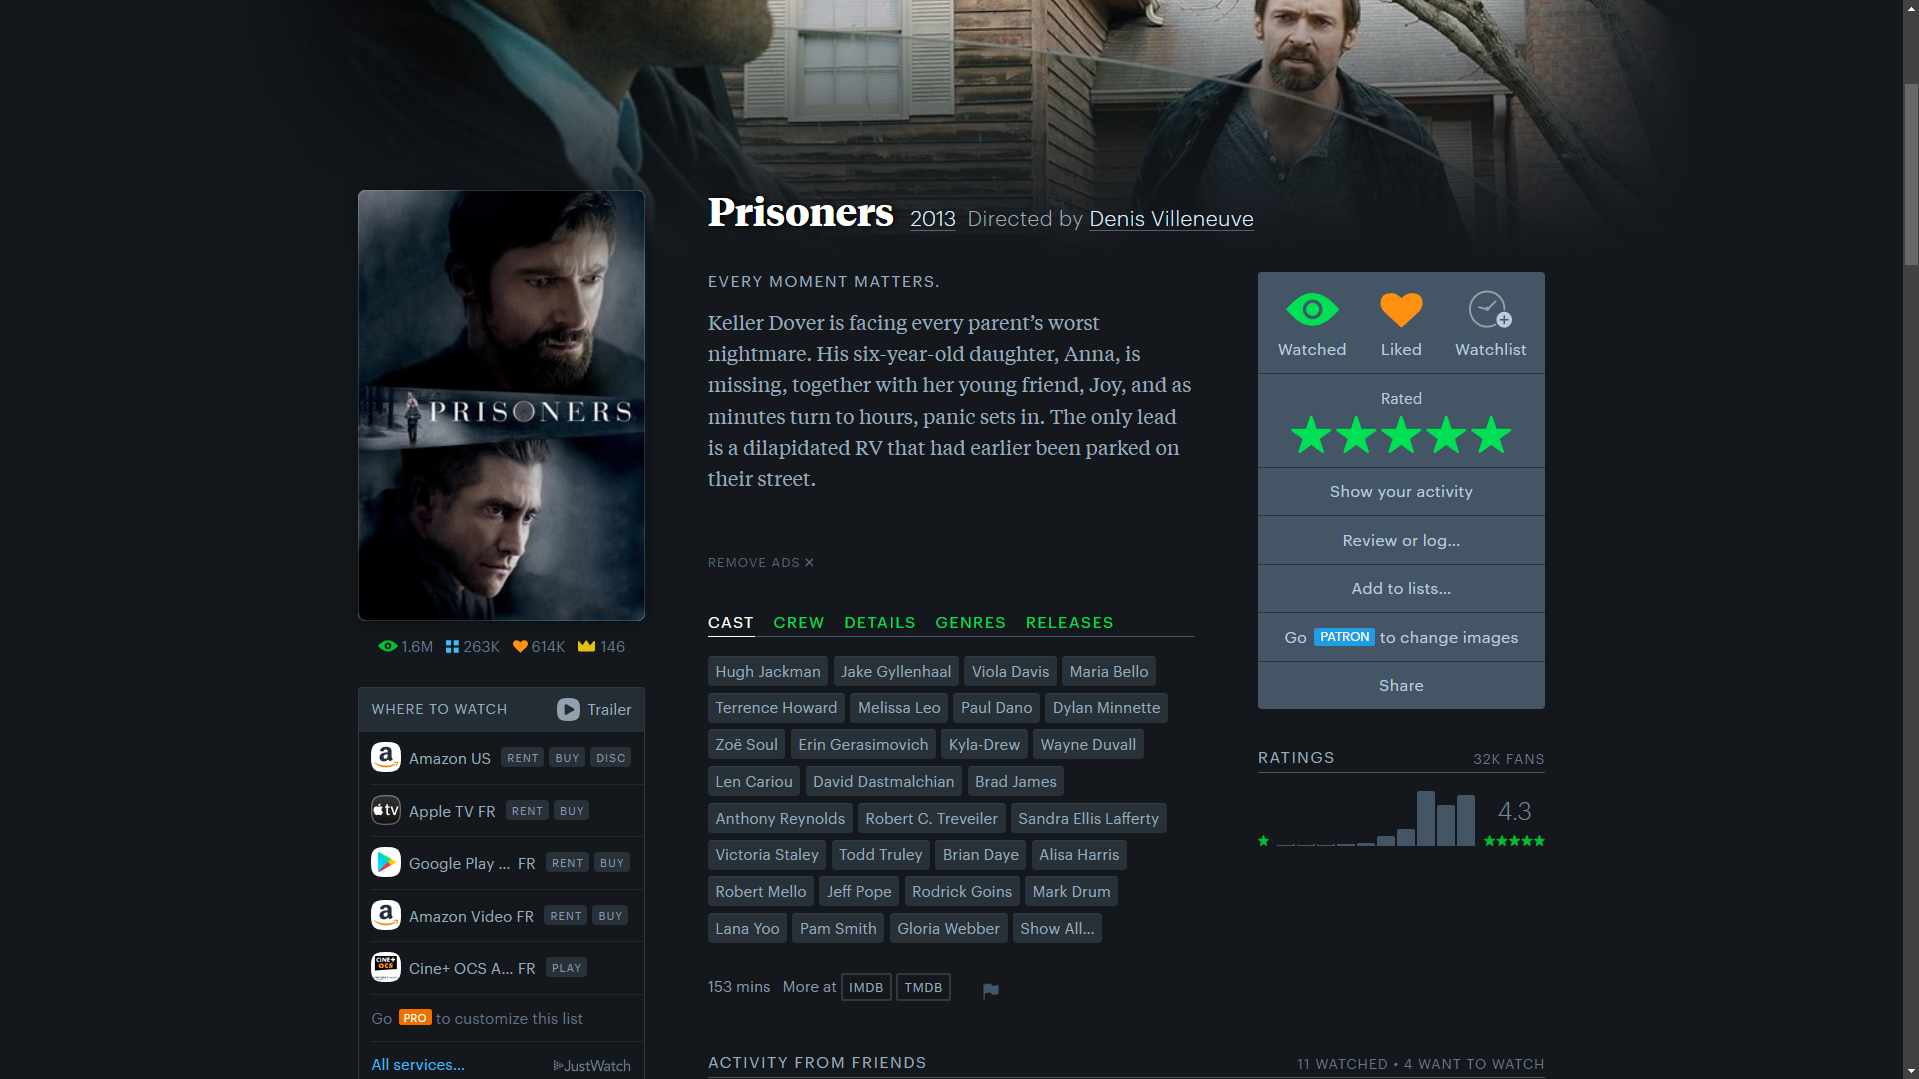 Prisoners 2013 Directed by Denis Villeneuve
PRISONERS
1.6M 263K 614K 146
WHERE TO WATCH Trailer
Amazon US RENT BUY DISC
Apple TV FR RENT BUY
Google Play ... FR RENT BUY
Amazon Video FR RENT BUY
Cine+ OCS A... FR PLAY
Go PRO to customize this list
All services... JustWatch
EVERY MOMENT MATTERS.
Keller Dover is facing every parent’s worst
nightmare. His six-year-old daughter, Anna, is
missing, together with her young friend, Joy, and as
minutes turn to hours, panic sets in. The only lead
is a dilapidated RV that had earlier been parked on
their street.
REMOVE ADS ×
CAST CREW DETAILS GENRES RELEASES
Hugh Jackman Jake Gyllenhaal Viola Davis Maria Bello
Terrence Howard Melissa Leo Paul Dano Dylan Minnette
Zoë Soul Erin Gerasimovich Kyla-Drew Wayne Duvall
Len Cariou David Dastmalchian Brad James
Anthony Reynolds Robert C. Treveiler Sandra Ellis Lafferty
Victoria Staley Todd Truley Brian Daye Alisa Harris
Robert Mello Jeff Pope Rodrick Goins Mark Drum
Lana Yoo Pam Smith Gloria Webber Show All...
153 mins More at IMDB TMDB
ACTIVITY FROM FRIENDS 11 WATCHED • 4 WANT TO WATCH
Watched Liked Watchlist
Rated
Show your activity
Review or log...
Add to lists...
Go PATRON to change images
Share
RATINGS 32K FANS
4.3